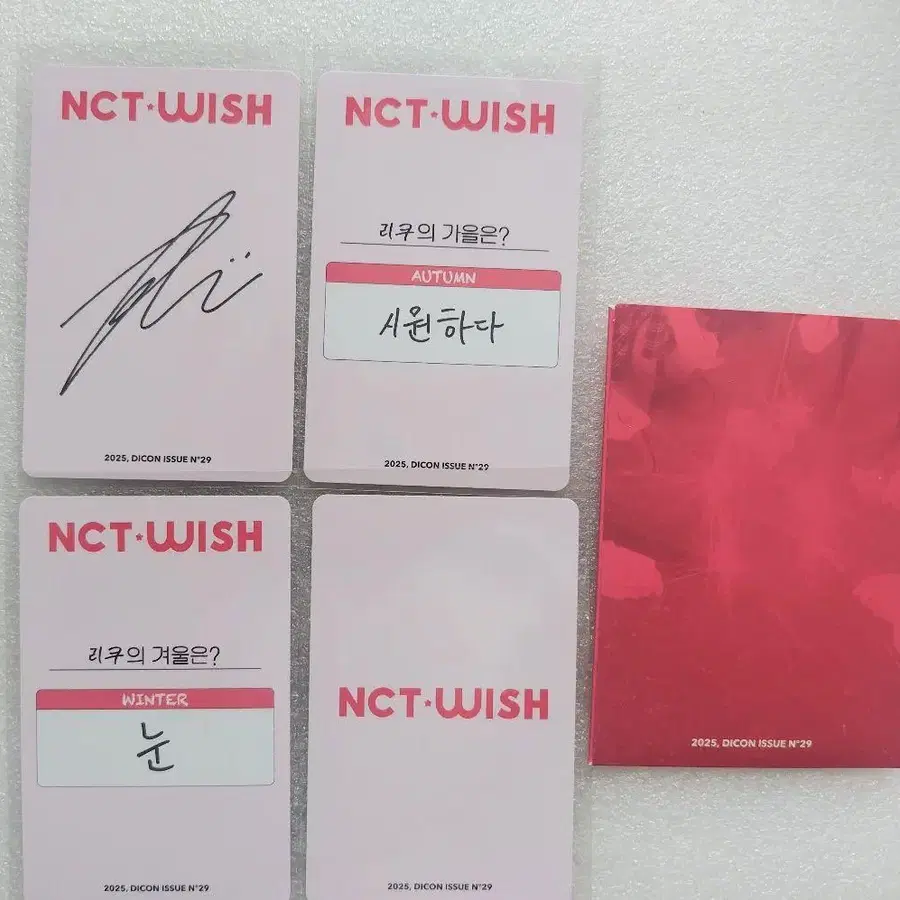 NCT★WISH
2025, DICON ISSUE N°29
NCT★WISH
리쿠의 가을은?
AUTUMN
시원하다
2025, DICON ISSUE N°29
NCT★WISH
리쿠의 겨울은?
WINTER
눈
2025, DICON ISSUE N°29
NCT★WISH
2025, DICON ISSUE N°29
2025, DICON ISSUE N°29